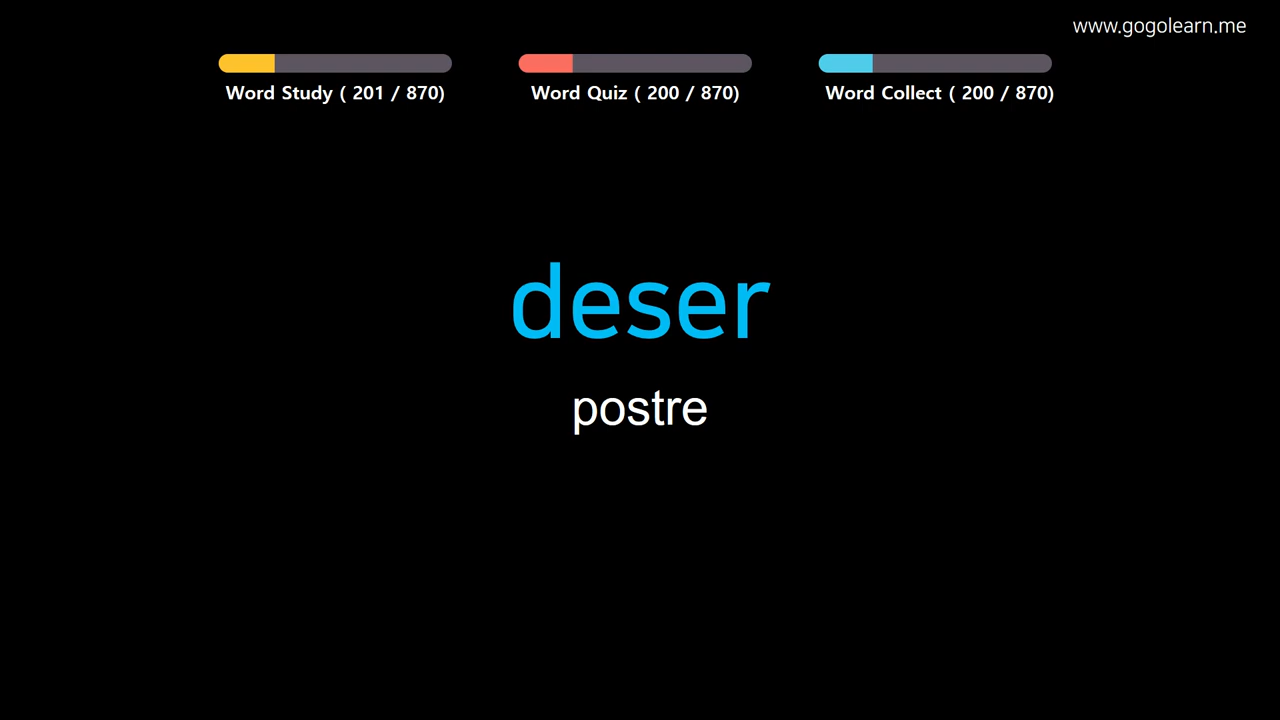 www.gogolearn.me
Word Study ( 201 / 870)
Word Quiz ( 200 / 870)
Word Collect ( 200 / 870)
deser
postre